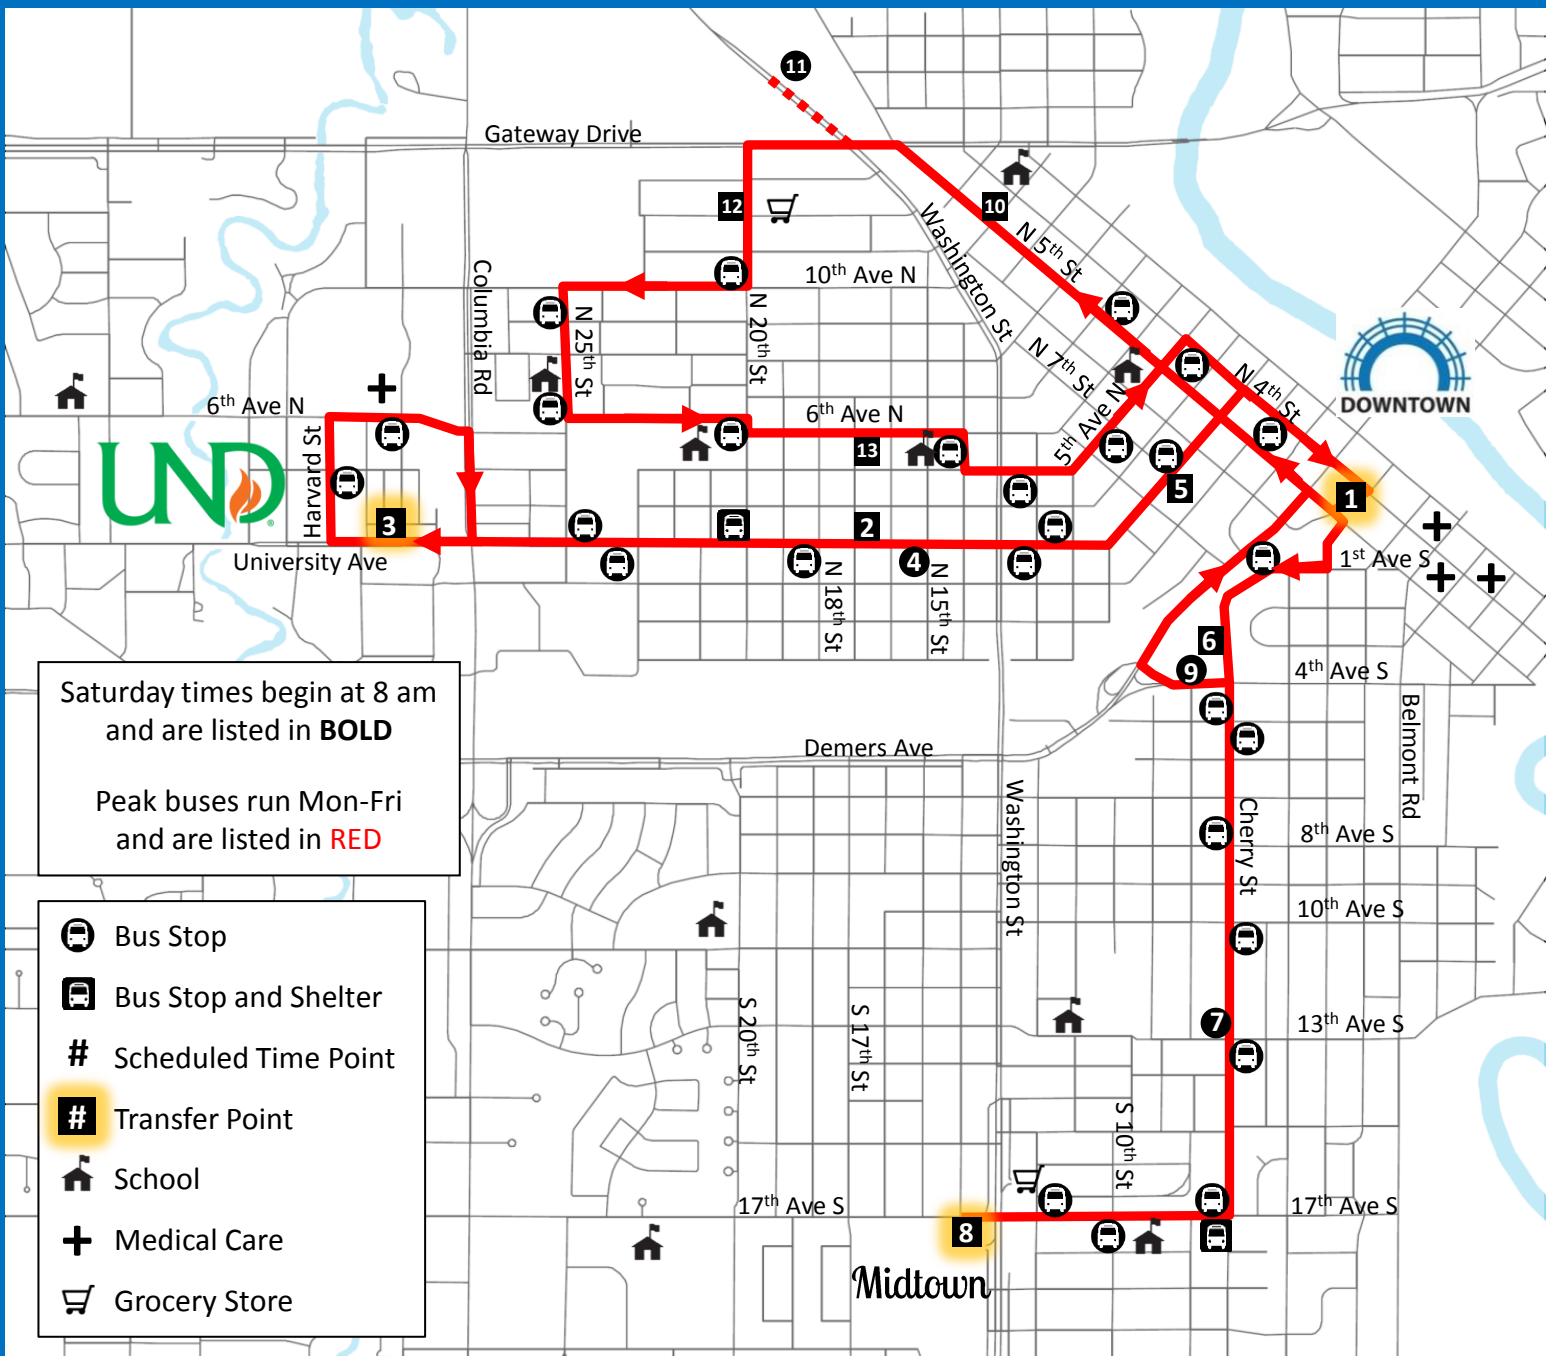 11
Gateway Drive
12
10
Washington St
N 5th St
10th Ave N
Columbia Rd
N 25th St
N 20th St
N 7th St
N 4th St
DOWNTOWN
6th Ave N
6th Ave N
5th Ave N
13
UND
Harvard St
3
2
5
1
University Ave
4
N 18th St
N 15th St
1st Ave S
6
9
4th Ave S
Belmont Rd
Saturday times begin at 8 am
and are listed in BOLD
Peak buses run Mon-Fri
and are listed in RED
Demers Ave
Washington St
Cherry St
8th Ave S
10th Ave S
S 20th St
S 17th St
7
13th Ave S
S 10th St
17th Ave S
8
17th Ave S
Midtown
Bus Stop
Bus Stop and Shelter
# Scheduled Time Point
# Transfer Point
School
Medical Care
Grocery Store